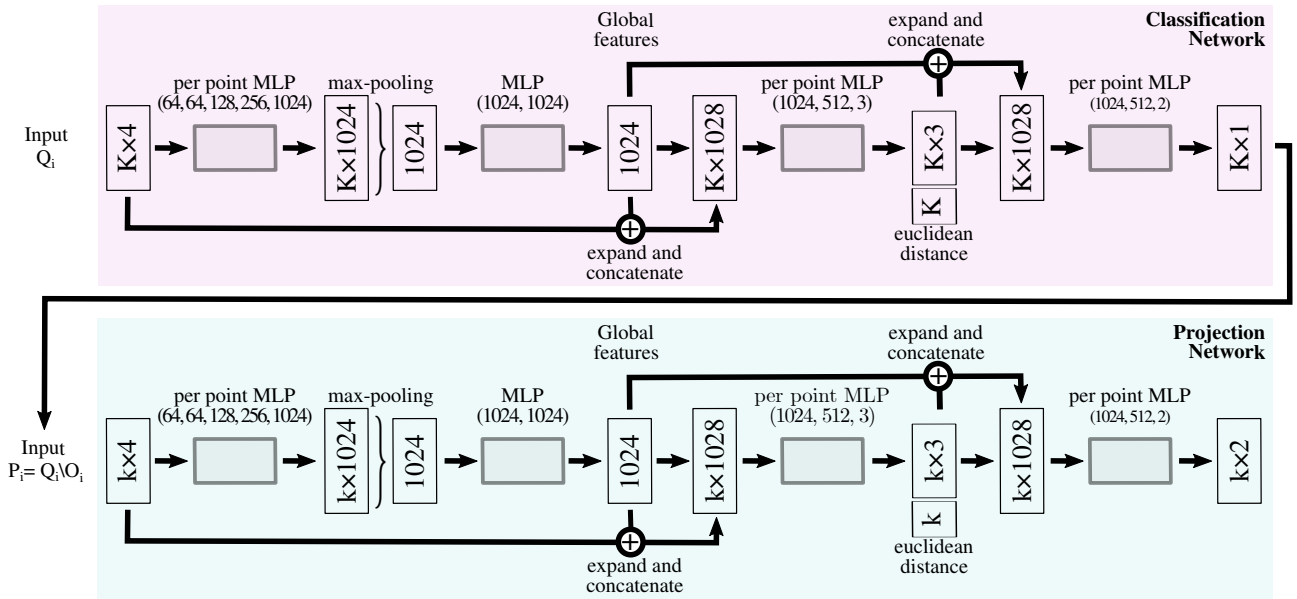 Global
features
expand and
concatenate
Classification
Network
per point MLP
(64, 64, 128, 256, 1024)
max-pooling
MLP
(1024, 1024)
per point MLP
(1024, 512, 3)
per point MLP
(1024, 512, 2)
Input
Qi
K×4
K×1024
1024
1024
K×1028
K×3
K
K×1028
K×1
euclidean
distance
expand and
concatenate
Global
features
expand and
concatenate
Projection
Network
per point MLP
(64, 64, 128, 256, 1024)
max-pooling
MLP
(1024, 1024)
per point MLP
(1024, 512, 3)
per point MLP
(1024, 512, 2)
Input
Pi= Qi\Oi
k×4
k×1024
1024
1024
k×1028
k×3
k
k×1028
k×2
euclidean
distance
expand and
concatenate